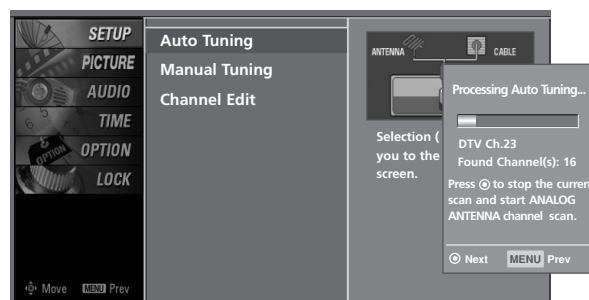 SETUP
PICTURE
AUDIO
TIME
OPTION
LOCK
Move MENU Prev
Auto Tuning
Manual Tuning
Channel Edit
ANTENNA
CABLE
Selection (
you to the
screen.
Processing Auto Tuning...
DTV Ch.23
Found Channel(s): 16
Press ⊙ to stop the curren
scan and start ANALOG
ANTENNA channel scan.
⊙ Next MENU Prev
OPTION